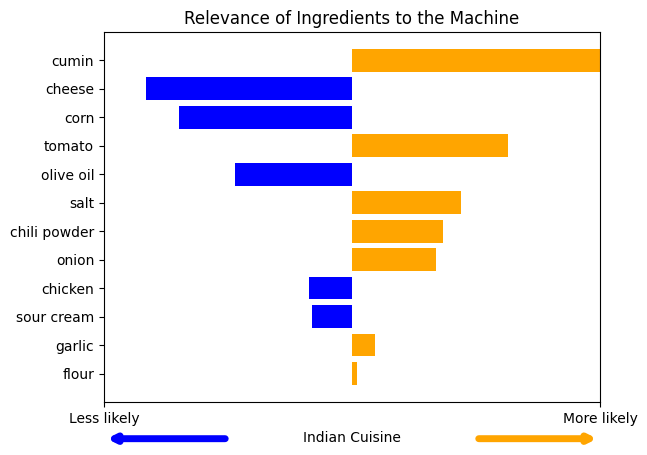 Relevance of Ingredients to the Machine
cumin
cheese
corn
tomato
olive oil
salt
chili powder
onion
chicken
sour cream
garlic
flour
Less likely
More likely
Indian Cuisine